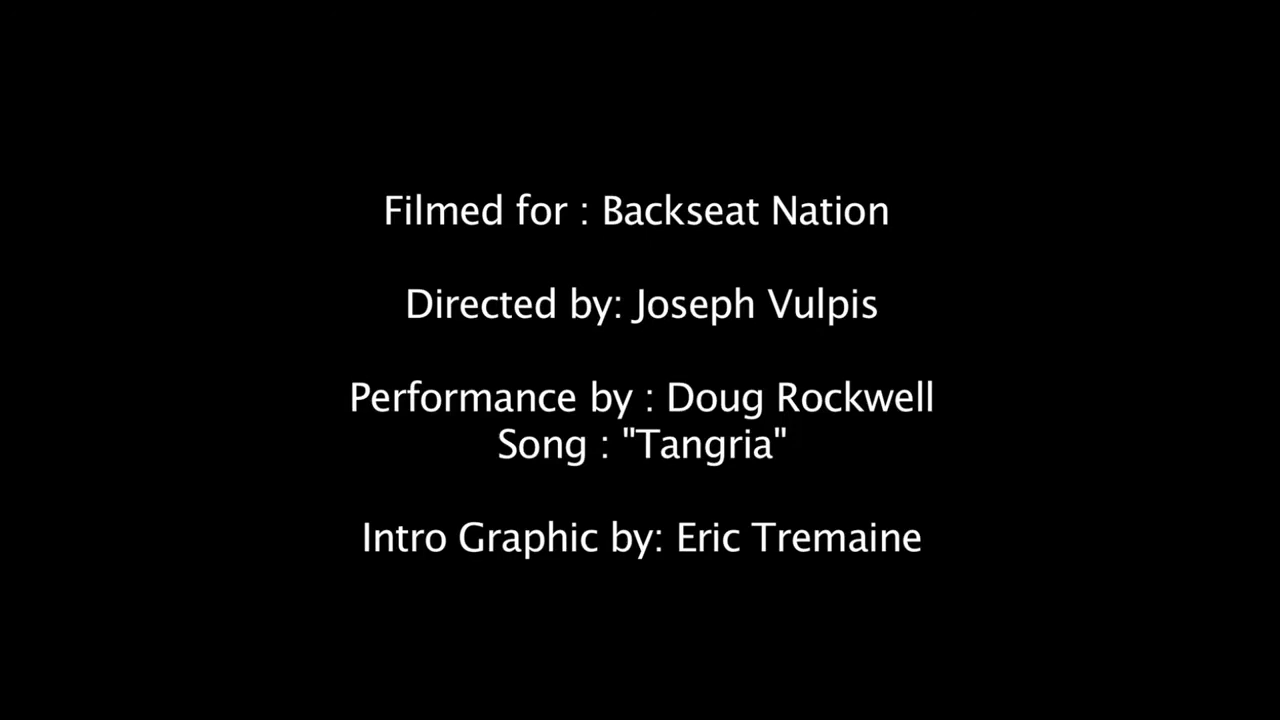 Filmed for : Backseat Nation
Directed by: Joseph Vulpis
Performance by : Doug Rockwell
Song : "Tangria"
Intro Graphic by: Eric Tremaine